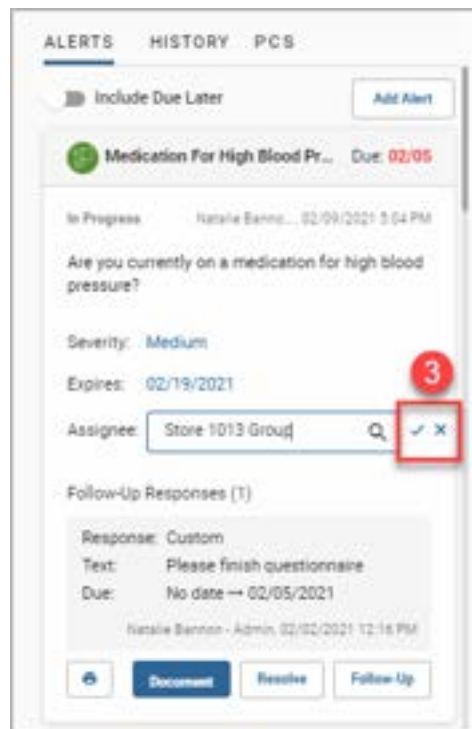 ALERTS HISTORY PCS
Include Due Later Add Alert
Medication For High Blood Pr... Due: 02/05
In Progress Natalie Banno... 02/09/2021 5:04 PM
Are you currently on a medication for high blood
pressure?
Severity: Medium
Expires: 02/19/2021
3
Assignee: Store 1013 Group
Follow-Up Responses (1)
Response: Custom
Text: Please finish questionnaire
Due: No date → 02/05/2021
Natalie Bannon - Admin, 02/02/2021 12:16 PM
Document Resolve Follow-Up